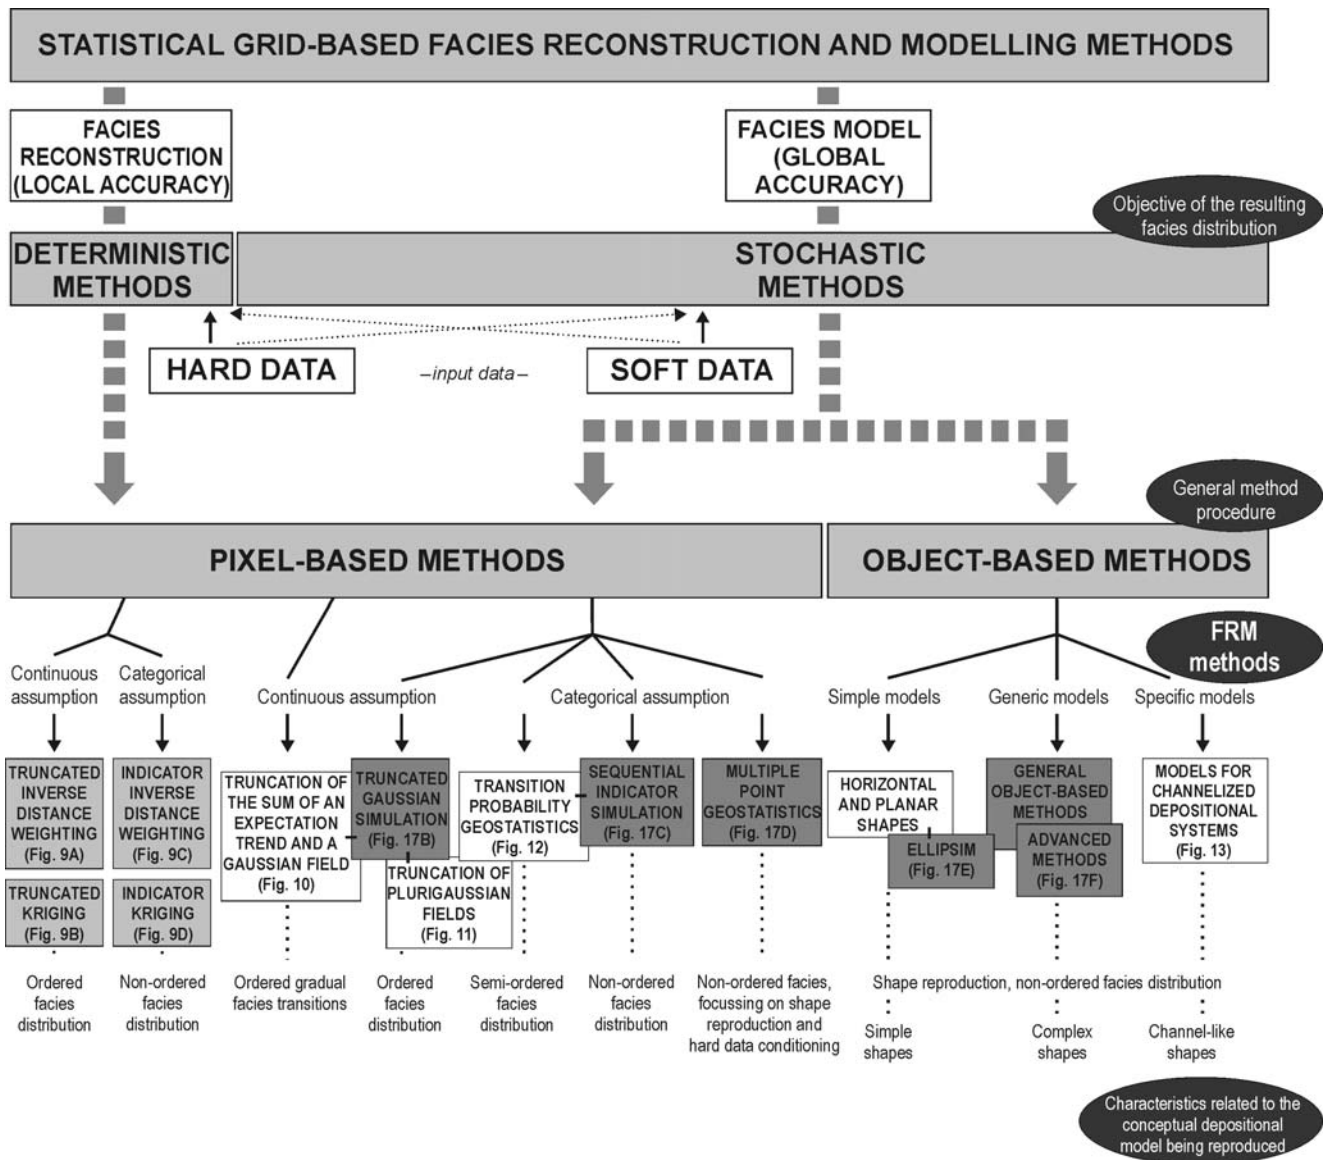 STATISTICAL GRID-BASED FACIES RECONSTRUCTION AND MODELLING METHODS
FACIES
RECONSTRUCTION
(LOCAL ACCURACY)
FACIES MODEL
(GLOBAL
ACCURACY)
Objective of the resulting
facies distribution
DETERMINISTIC
METHODS
STOCHASTIC
METHODS
HARD DATA
–input data–
SOFT DATA
General method
procedure
PIXEL-BASED METHODS
OBJECT-BASED METHODS
FRM
methods
Continuous
assumption
Categorical
assumption
Continuous assumption
Categorical assumption
Simple models
Generic models
Specific models
TRUNCATED
INVERSE
DISTANCE
WEIGHTING
(Fig. 9A)
INDICATOR
INVERSE
DISTANCE
WEIGHTING
(Fig. 9C)
TRUNCATION OF
THE SUM OF AN
EXPECTATION
TREND AND A
GAUSSIAN FIELD
(Fig. 10)
TRUNCATED
GAUSSIAN
SIMULATION
(Fig. 17B)
TRANSITION
PROBABILITY
GEOSTATISTICS
(Fig. 12)
SEQUENTIAL
INDICATOR
SIMULATION
(Fig. 17C)
MULTIPLE
POINT
GEOSTATISTICS
(Fig. 17D)
HORIZONTAL
AND PLANAR
SHAPES
ELLIPSIM
(Fig. 17E)
GENERAL
OBJECT-BASED
METHODS
ADVANCED
METHODS
(Fig. 17F)
MODELS FOR
CHANNELIZED
DEPOSITIONAL
SYSTEMS
(Fig. 13)
TRUNCATED
KRIGING
(Fig. 9B)
INDICATOR
KRIGING
(Fig. 9D)
TRUNCATION OF
PLURIGAUSSIAN
FIELDS
(Fig. 11)
Ordered
facies
distribution
Non-ordered
facies
distribution
Ordered gradual
facies transitions
Ordered
facies
distribution
Semi-ordered
facies
distribution
Non-ordered
facies
distribution
Non-ordered facies,
focussing on shape
reproduction and
hard data conditioning
Shape reproduction, non-ordered facies distribution
Simple
shapes
Complex
shapes
Channel-like
shapes
Characteristics related to the
conceptual depositional
model being reproduced